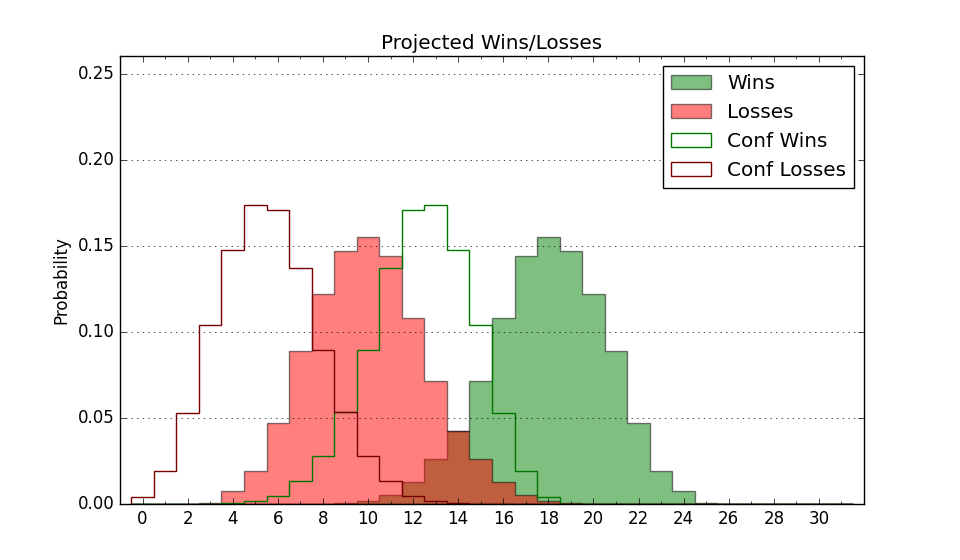 Projected Wins/Losses
Wins
Losses
Conf Wins
Conf Losses
Probability
0.25
0.20
0.15
0.10
0.05
0.00
0 2 4 6 8 10 12 14 16 18 20 22 24 26 28 30